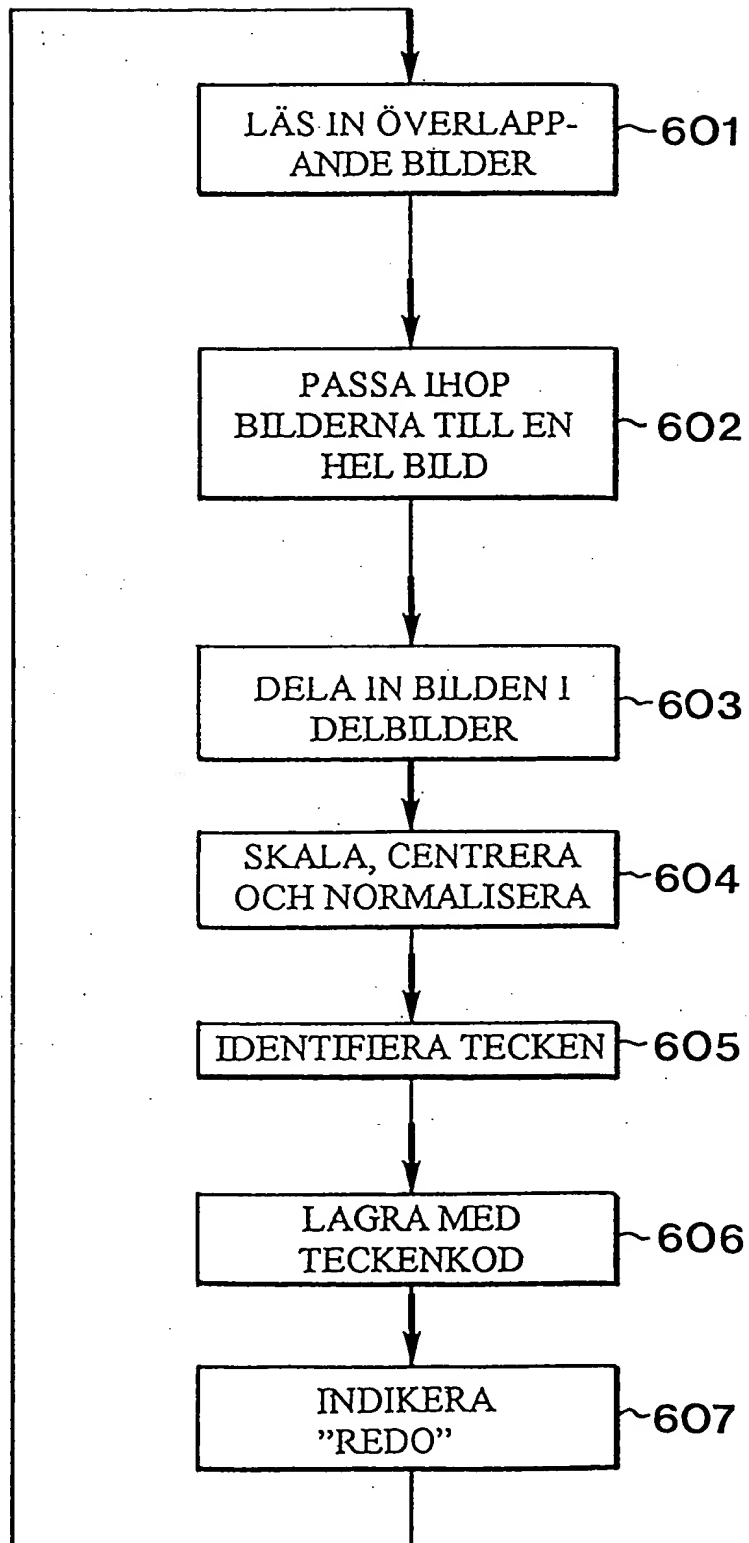 LÄS IN ÖVERLAPP-
ANDE BILDER
601
PASSA IHOP
BILDERNA TILL EN
HEL BILD
602
DELA IN BILDEN I
DELBILDER
603
SKALA, CENTRERA
OCH NORMALISERA
604
IDENTIFIERA TECKEN
605
LAGRA MED
TECKENKOD
606
INDIKERA
”REDO”
607